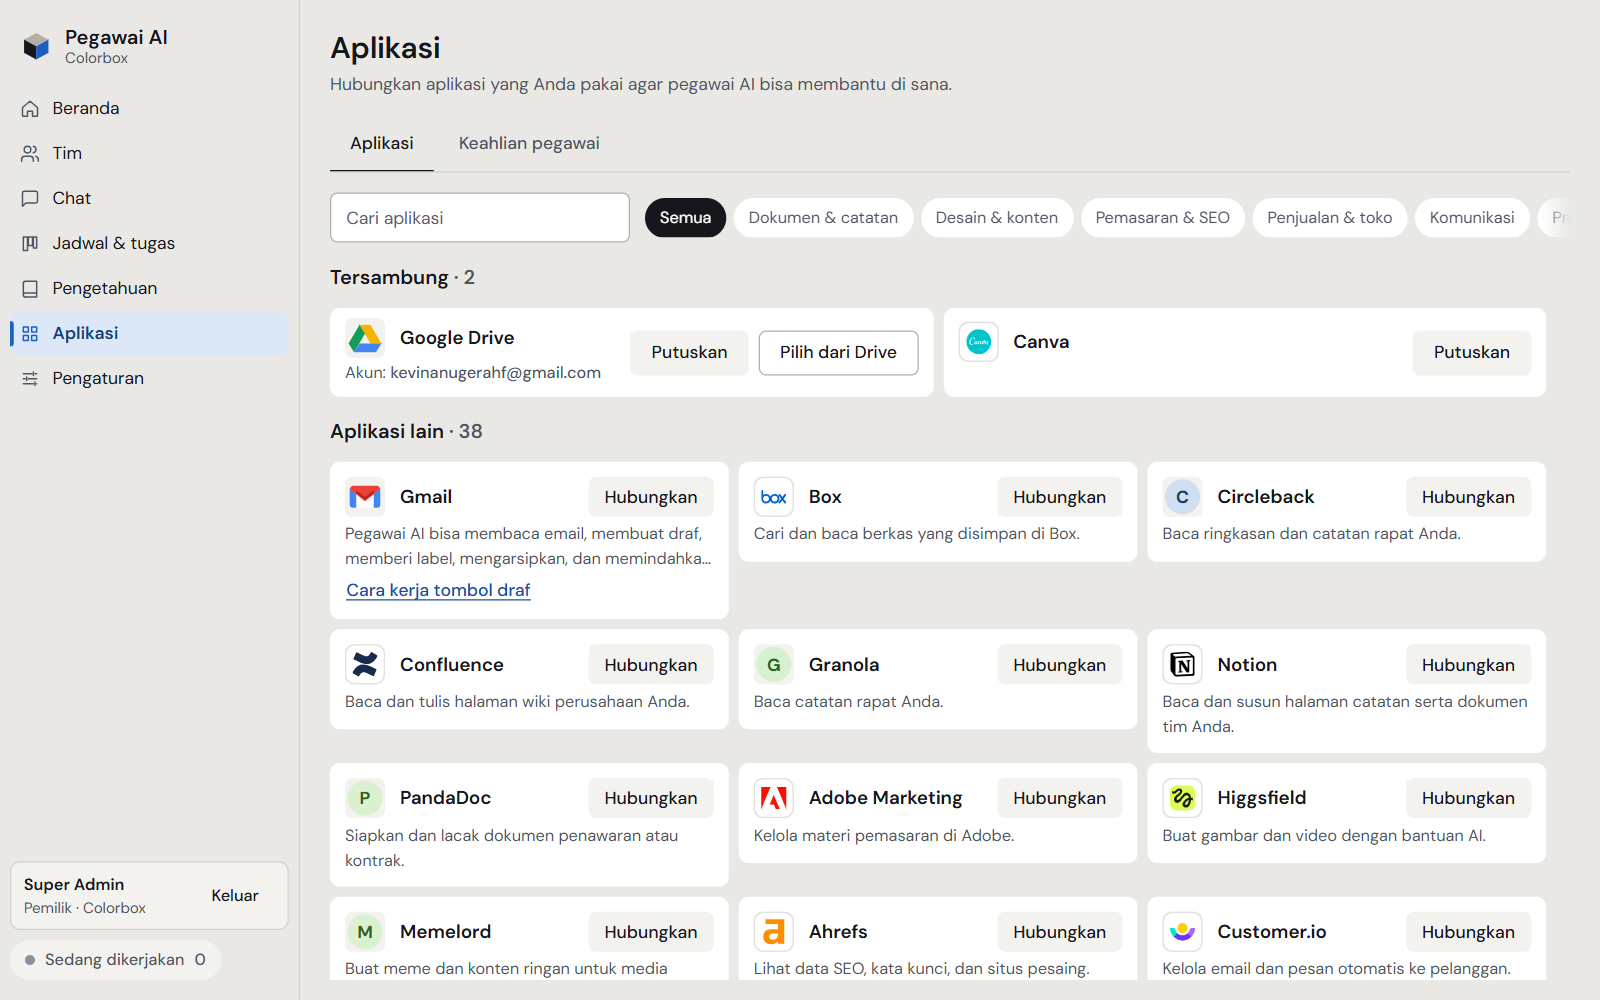 Pegawai AI
Colorbox
Beranda
Tim
Chat
Jadwal & tugas
Pengetahuan
Aplikasi
Pengaturan
Super Admin
Pemilik · Colorbox
Keluar
Sedang dikerjakan 0
Aplikasi
Hubungkan aplikasi yang Anda pakai agar pegawai AI bisa membantu di sana.
Aplikasi
Keahlian pegawai
Cari aplikasi
Semua
Dokumen & catatan
Desain & konten
Pemasaran & SEO
Penjualan & toko
Komunikasi
Tersambung · 2
Google Drive
Akun: kevinanugerahf@gmail.com
Putuskan
Pilih dari Drive
Canva
Canva
Putuskan
Aplikasi lain · 38
Gmail
Hubungkan
Pegawai AI bisa membaca email, membuat draf,
memberi label, mengarsipkan, dan memindahka...
Cara kerja tombol draf
box
Box
Hubungkan
Cari dan baca berkas yang disimpan di Box.
C
Circleback
Hubungkan
Baca ringkasan dan catatan rapat Anda.
Confluence
Hubungkan
Baca dan tulis halaman wiki perusahaan Anda.
G
Granola
Hubungkan
Baca catatan rapat Anda.
N
Notion
Hubungkan
Baca dan susun halaman catatan serta dokumen
tim Anda.
P
PandaDoc
Hubungkan
Siapkan dan lacak dokumen penawaran atau
kontrak.
Adobe Marketing
Hubungkan
Kelola materi pemasaran di Adobe.
Higgsfield
Hubungkan
Buat gambar dan video dengan bantuan AI.
M
Memelord
Hubungkan
Buat meme dan konten ringan untuk media
a
Ahrefs
Hubungkan
Lihat data SEO, kata kunci, dan situs pesaing.
Customer.io
Hubungkan
Kelola email dan pesan otomatis ke pelanggan.